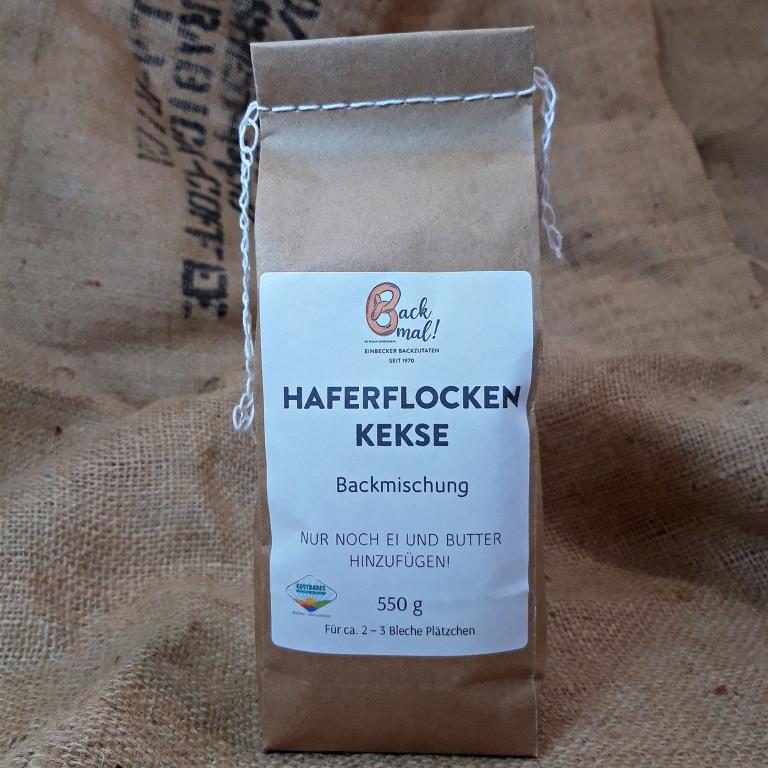 Back
mal!
EINBECKER BACKZUTATEN
SEIT 1970
HAFERFLOCKEN
KEKSE
Backmischung
NUR NOCH EI UND BUTTER
HINZUFÜGEN!
KOSTBARES
550 g
Für ca. 2 – 3 Bleche Plätzchen